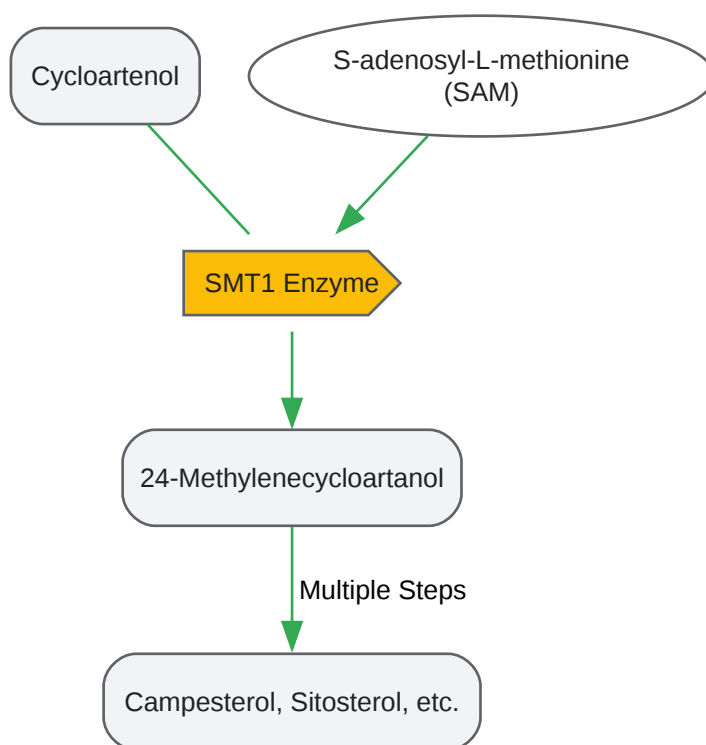 Cycloartenol
S-adenosyl-L-methionine
(SAM)
SMT1 Enzyme
24-Methylenecycloartanol
Multiple Steps
Campesterol, Sitosterol, etc.